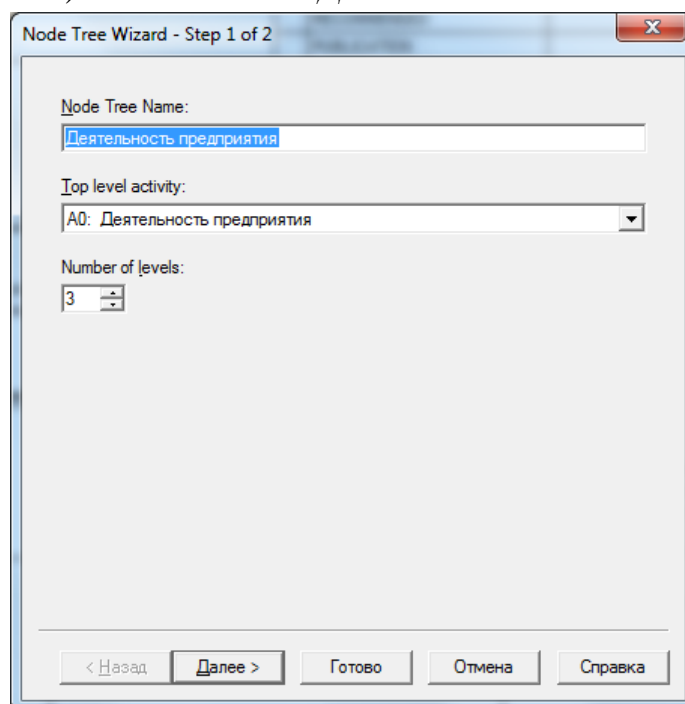 Node Tree Wizard - Step 1 of 2
Node Tree Name:
Деятельность предприятия
Top level activity:
A0: Деятельность предприятия
Number of levels:
3
< Назад Далее > Готово Отмена Справка